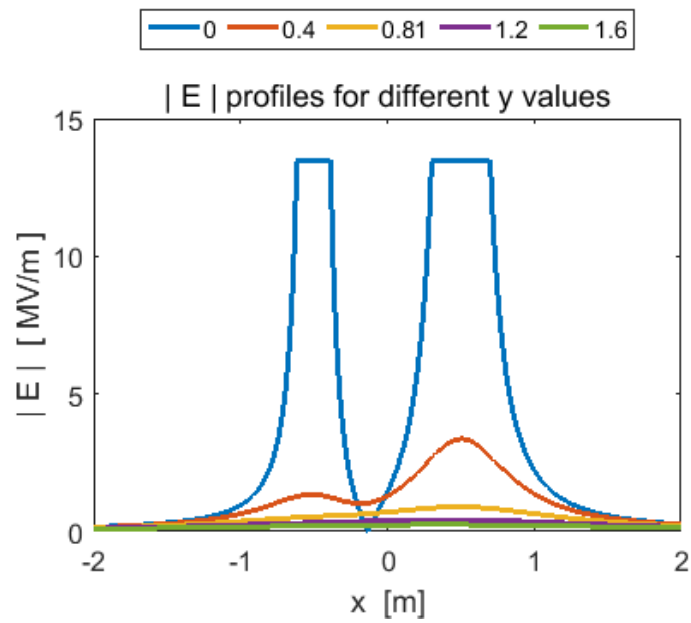 0 0.4 0.81 1.2 1.6
| E | profiles for different y values
15
10
5
0
| E | [ MV/m ]
-2 -1 0 1 2
x [m]